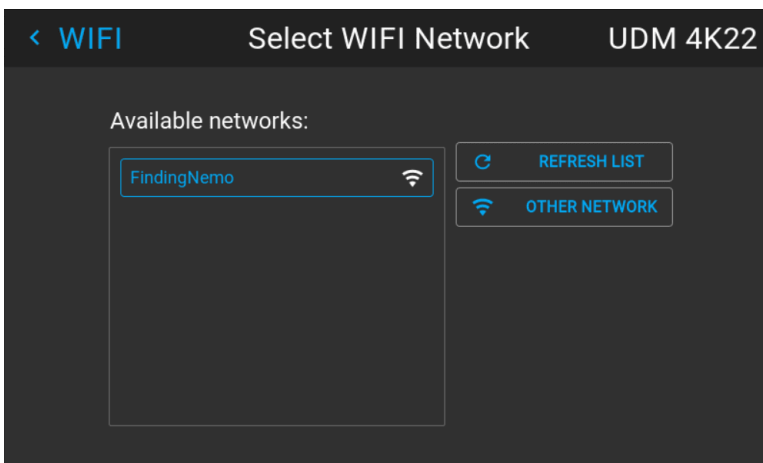 WIFI
Select WIFI Network
UDM 4K22
Available networks:
FindingNemo
REFRESH LIST
OTHER NETWORK